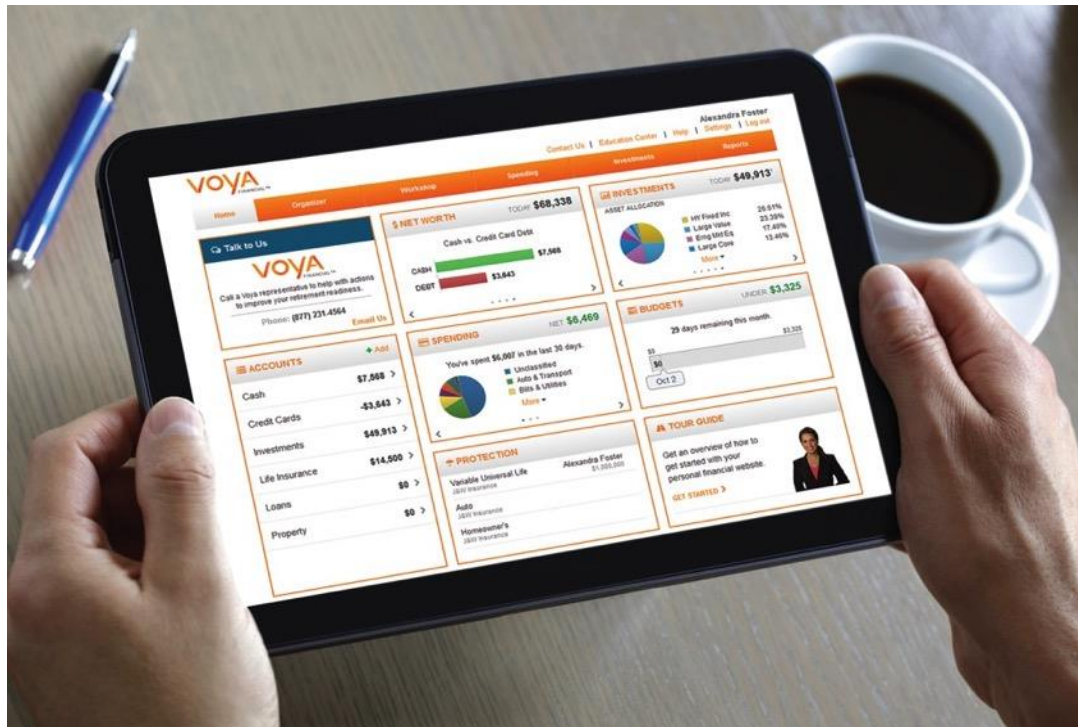 Alexandra Foster
Contact Us | Education Center | Help | Settings | Log out
VOYA
FINANCIAL™
Home
Organizer
Workshop
Spending
Investments
Reports
Talk to Us
VOYA
FINANCIAL™
Call a Voya representative to help with actions
to improve your retirement readiness.
Phone: (877) 231-4564
Email Us
ACCOUNTS
+ Add
Cash $7,568 >
Credit Cards -$3,643 >
Investments $49,913 >
Life Insurance $14,500 >
Loans $0 >
Property $0 >
$ NET WORTH TODAY $68,338
Cash vs. Credit Card Debt
CASH $7,568
DEBT $3,643
SPENDING NET $6,469
You've spent $6,007 in the last 30 days.
Unclassified
Auto & Transport
Bills & Utilities
More
PROTECTION
Variable Universal Life Alexandra Foster
J&W Insurance $1,000,000
Auto
J&W Insurance
Homeowner's
J&W Insurance
INVESTMENTS TODAY $49,913
ASSET ALLOCATION
HY Fixed Inc 26.01%
Large Value 23.39%
Emg Mkt Eq 17.40%
Large Core 13.46%
More
BUDGETS UNDER $3,325
29 days remaining this month.
$0 $3,325
$0
Oct 2
TOUR GUIDE
Get an overview of how to
get started with your
personal financial website.
GET STARTED >